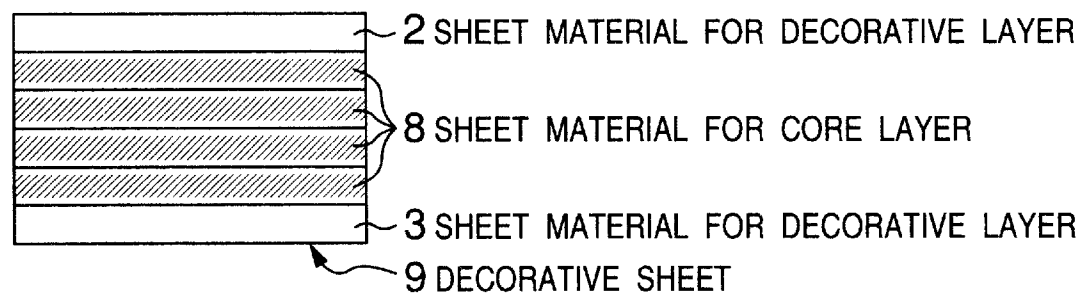 2 SHEET MATERIAL FOR DECORATIVE LAYER
8 SHEET MATERIAL FOR CORE LAYER
3 SHEET MATERIAL FOR DECORATIVE LAYER
9 DECORATIVE SHEET